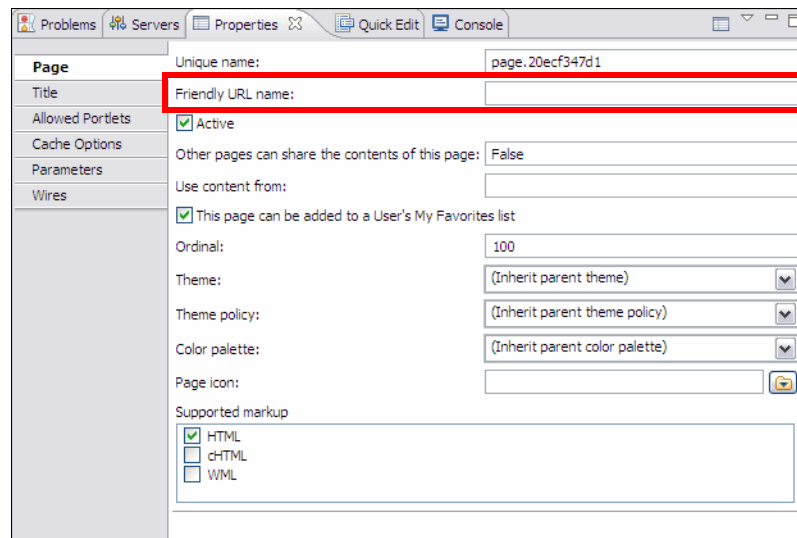 Problems Servers Properties Quick Edit Console
Page
Title
Allowed Portlets
Cache Options
Parameters
Wires
Unique name: page.20ecf347d1
Friendly URL name:
Active
Other pages can share the contents of this page: False
Use content from:
This page can be added to a User's My Favorites list
Ordinal: 100
Theme: (Inherit parent theme)
Theme policy: (Inherit parent theme policy)
Color palette: (Inherit parent color palette)
Page icon:
Supported markup
HTML
cHTML
WML